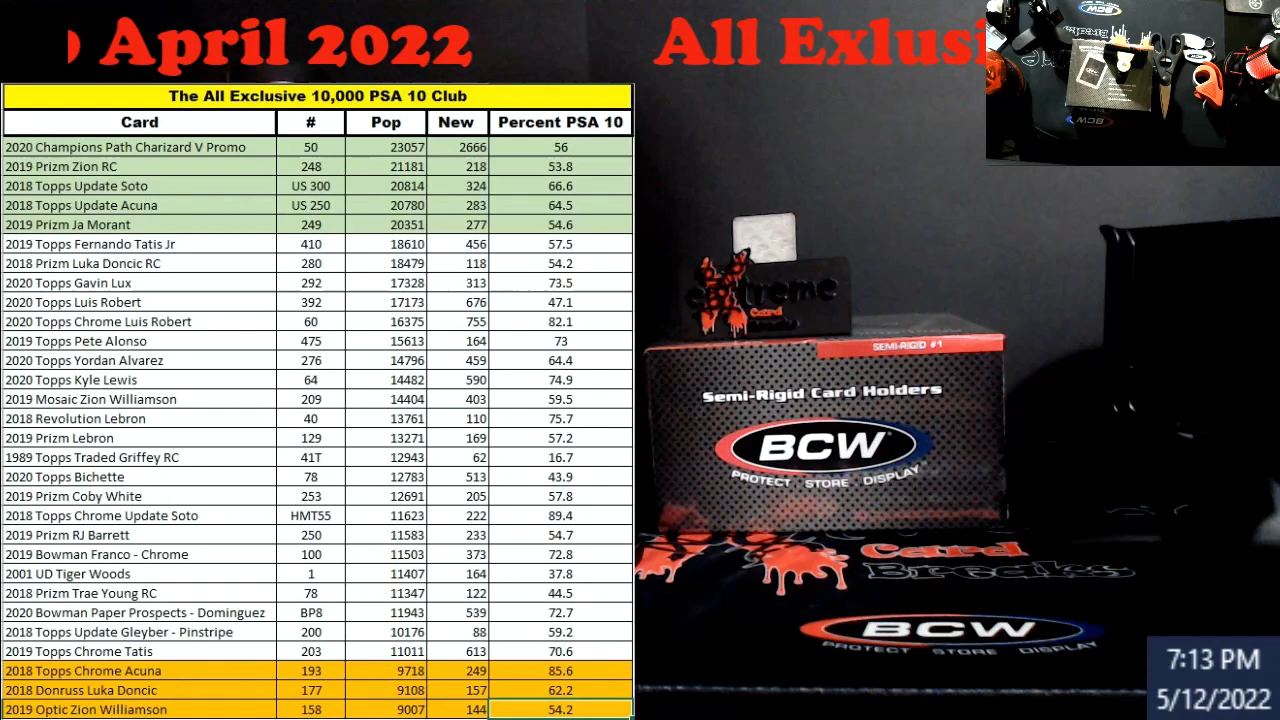 April 2022 All Exlusi
The All Exclusive 10,000 PSA 10 Club
Card # Pop New Percent PSA 10
2020 Champions Path Charizard V Promo 50 23057 2666 56
2019 Prizm Zion RC 248 21181 218 53.8
2018 Topps Update Soto US 300 20814 324 66.6
2018 Topps Update Acuna US 250 20780 283 64.5
2019 Prizm Ja Morant 249 20351 277 54.6
2019 Topps Fernando Tatis Jr 410 18610 456 57.5
2018 Prizm Luka Doncic RC 280 18479 118 54.2
2020 Topps Gavin Lux 292 17328 313 73.5
2020 Topps Luis Robert 392 17173 676 47.1
2020 Topps Chrome Luis Robert 60 16375 755 82.1
2019 Topps Pete Alonso 475 15613 164 73
2020 Topps Yordan Alvarez 276 14796 459 64.4
2020 Topps Kyle Lewis 64 14482 590 74.9
2019 Mosaic Zion Williamson 209 14404 403 59.5
2018 Revolution Lebron 40 13761 110 75.7
2019 Prizm Lebron 129 13271 169 57.2
1989 Topps Traded Griffey RC 41T 12943 62 16.7
2020 Topps Bichette 78 12783 513 43.9
2019 Prizm Coby White 253 12691 205 57.8
2018 Topps Chrome Update Soto HMT55 11623 222 89.4
2019 Prizm RJ Barrett 250 11583 233 54.7
2019 Bowman Franco - Chrome 100 11503 373 72.8
2001 UD Tiger Woods 1 11407 164 37.8
2018 Prizm Trae Young RC 78 11347 122 44.5
2020 Bowman Paper Prospects - Dominguez BP8 11943 539 72.7
2018 Topps Update Gleyber - Pinstripe 200 10176 88 59.2
2019 Topps Chrome Tatis 203 11011 613 70.6
2018 Topps Chrome Acuna 193 9718 249 85.6
2018 Donruss Luka Doncic 177 9108 157 62.2
2019 Optic Zion Williamson 158 9007 144 54.2
BCW
BCW
extreme
Card
SEMI-RIGID #1
Semi-Rigid Card Holders
BCW
PROTECT STORE DISPLAY
Card
Breaks
BCW
PROTECT STORE DISPLAY
7:13 PM
5/12/2022